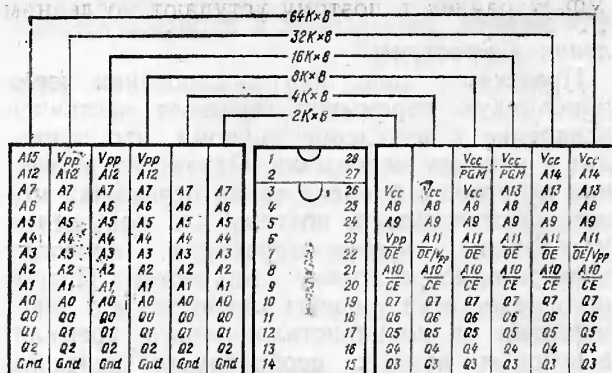 64K×8
32K×8
16K×8
8K×8
4K×8
2K×8
A15 Vpp Vpp Vpp 1 28 Vcc Vcc Vcc Vcc
A12 A12 A12 A12 2 27 PGM PGM A14 A14
A7 A7 A7 A7 A7 A7 3 26 Vcc Vcc Vcc A13 A13 A13
A6 A6 A6 A6 A6 A6 4 25 A8 A8 A8 A8 A8 A8
A5 A5 A5 A5 A5 A5 5 24 A9 A9 A9 A9 A9 A9
A4 A4 A4 A4 A4 A4 6 23 Vpp A11 A11 A11 A11 A11
A3 A3 A3 A3 A3 A3 7 22 OE OE/Vpp OE OE OE OE/Vpp
A2 A2 A2 A2 A2 A2 8 21 A10 A10 A10 A10 A10 A10
A1 A1 A1 A1 A1 A1 9 20 CE CE CE CE CE CE
A0 A0 A0 A0 A0 A0 10 19 Q7 Q7 Q7 Q7 Q7 Q7
Q0 Q0 Q0 Q0 Q0 Q0 11 18 Q6 Q6 Q6 Q6 Q6 Q6
Q1 Q1 Q1 Q1 Q1 Q1 12 17 Q5 Q5 Q5 Q5 Q5 Q5
Q2 Q2 Q2 Q2 Q2 Q2 13 16 Q4 Q4 Q4 Q4 Q4 Q4
Gnd Gnd Gnd Gnd Gnd Gnd 14 15 Q3 Q3 Q3 Q3 Q3 Q3